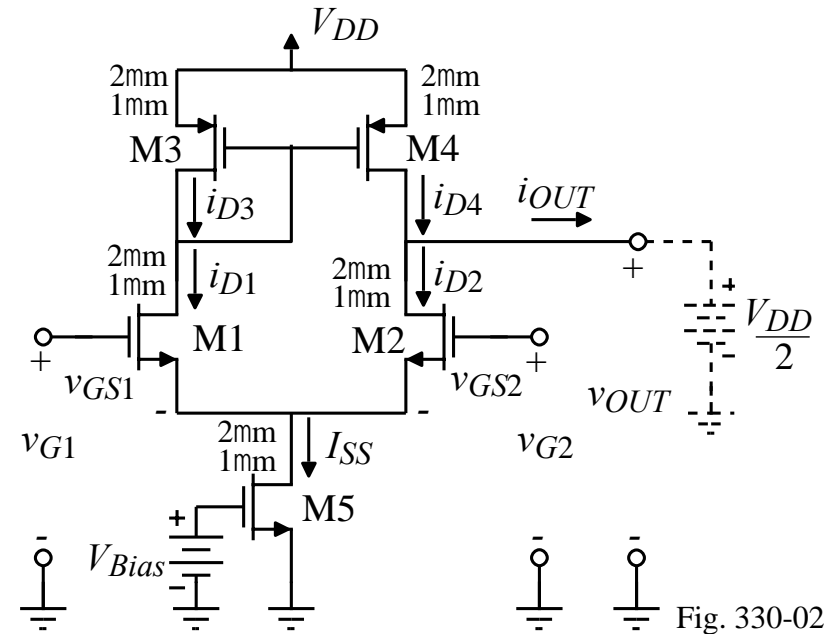 VDD
2mm
1mm
2mm
1mm
M3
M4
iD3
iD4
iOUT
2mm
1mm
iD1
2mm
1mm
iD2
+
+
VDD
2
-
M1
M2
+
vGS1
+
vGS2
-
-
vOUT
vG1
2mm
1mm
ISS
vG2
M5
+
VBias
-
-
-
-
Fig. 330-02